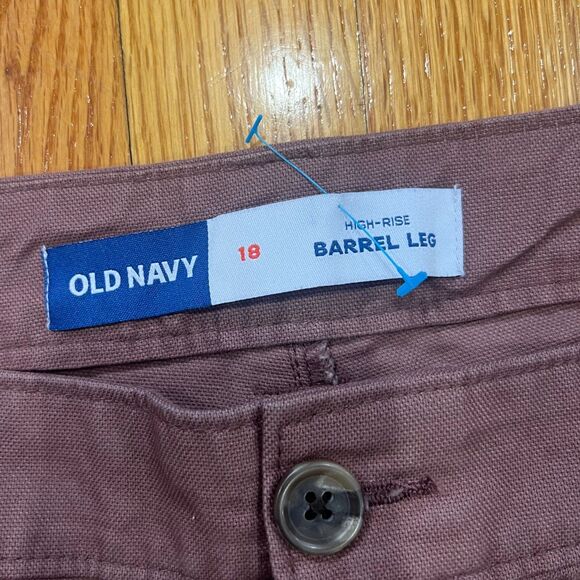 OLD NAVY
18
HIGH-RISE
BARREL LEG